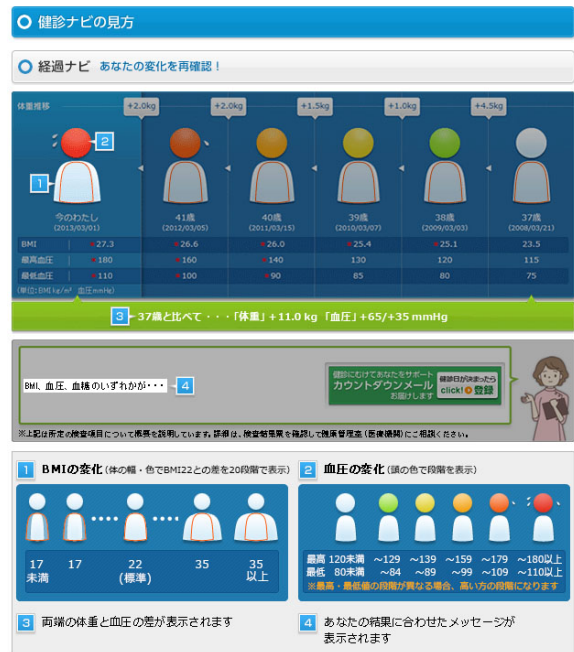 健診ナビの見方
経過ナビ あなたの変化を再確認！
体重推移 +2.0kg +2.0kg +1.5kg +1.0kg +4.5kg
2
1
今のわたし 41歳 40歳 39歳 38歳 37歳
(2013/03/01) (2012/03/05) (2011/03/15) (2010/03/07) (2009/03/03) (2008/03/21)
BMI 27.3 26.6 26.0 25.4 25.1 23.5
最高血圧 180 160 140 130 120 115
最低血圧 110 100 90 85 80 75
(単位:BMI kg/m² 血圧mmHg)
3 37歳と比べて・・・「体重」+11.0 kg 「血圧」+65/+35 mmHg
BMI、血圧、血糖のいずれかが・・・ 4
健診にむけてあなたをサポート
カウントダウンメール
お届けします
健診日が決まったら
click! 登録
※上記は所定の検査項目について概要を説明しています。詳細は、検査結果票を確認して健康管理室(医療機関)にご相談ください。
1 BMIの変化(体の幅・色でBMI22との差を20段階で表示)
17未満 17 22(標準) 35 35以上
2 血圧の変化(頭の色で段階を表示)
最高 120未満 ～129 ～139 ～159 ～179 ～180以上
最低 80未満 ～84 ～89 ～99 ～109 ～110以上
※最高・最低値の段階が異なる場合、高い方の段階になります
3 両端の体重と血圧の差が表示されます
4 あなたの結果に合わせたメッセージが
表示されます